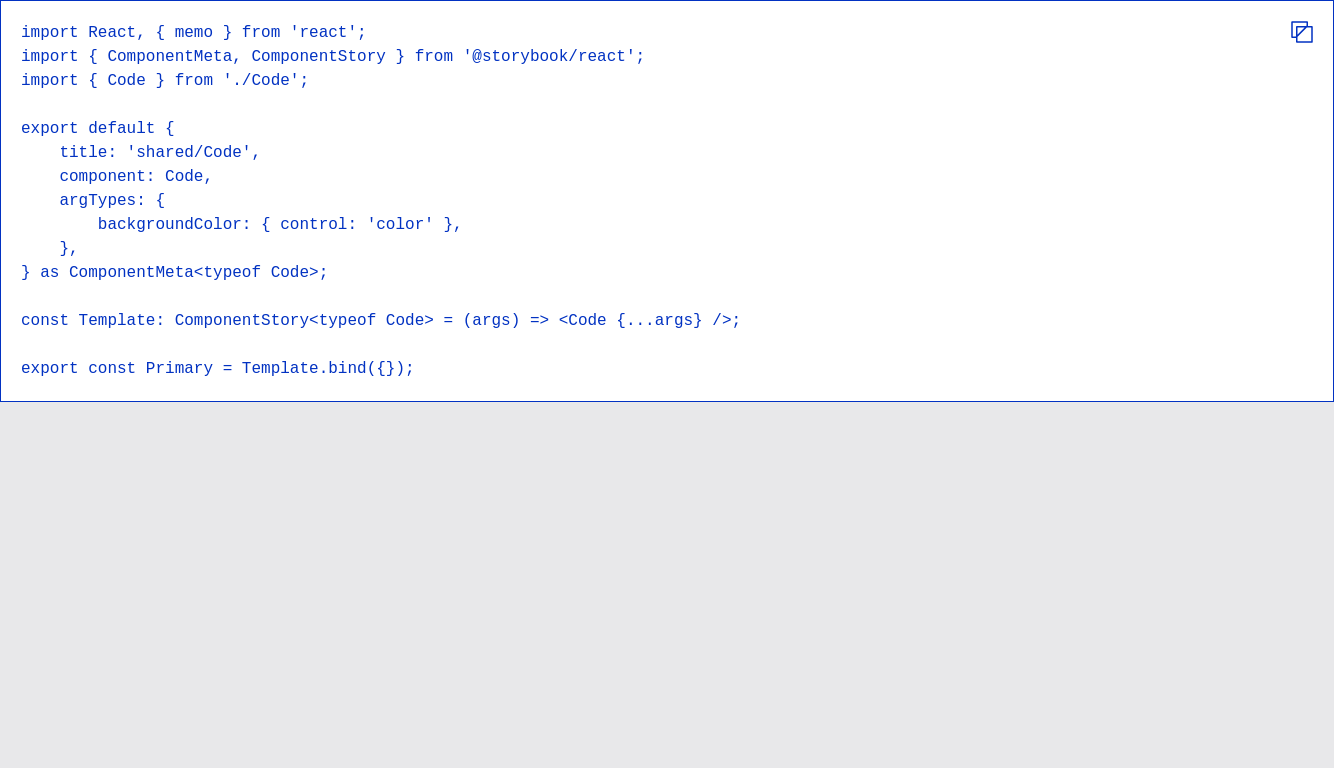 import React, { memo } from 'react';
import { ComponentMeta, ComponentStory } from '@storybook/react';
import { Code } from './Code';

export default {
    title: 'shared/Code',
    component: Code,
    argTypes: {
        backgroundColor: { control: 'color' },
    },
} as ComponentMeta<typeof Code>;

const Template: ComponentStory<typeof Code> = (args) => <Code {...args} />;

export const Primary = Template.bind({});